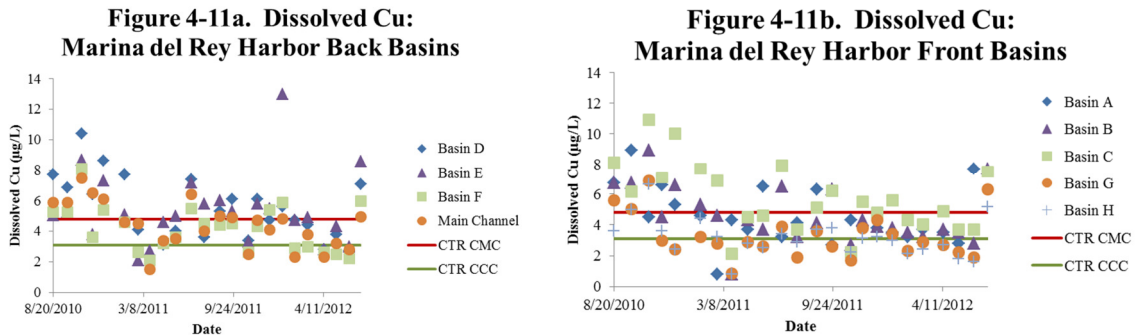 Figure 4-11a. Dissolved Cu:
Marina del Rey Harbor Back Basins
Dissolved Cu (µg/L)
14
12
10
8
6
4
2
0
8/20/2010 3/8/2011 9/24/2011 4/11/2012
Date
Basin D
Basin E
Basin F
Main Channel
CTR CMC
CTR CCC
Figure 4-11b. Dissolved Cu:
Marina del Rey Harbor Front Basins
Dissolved Cu (µg/L)
14
12
10
8
6
4
2
0
8/20/2010 3/8/2011 9/24/2011 4/11/2012
Date
Basin A
Basin B
Basin C
Basin G
Basin H
CTR CMC
CTR CCC